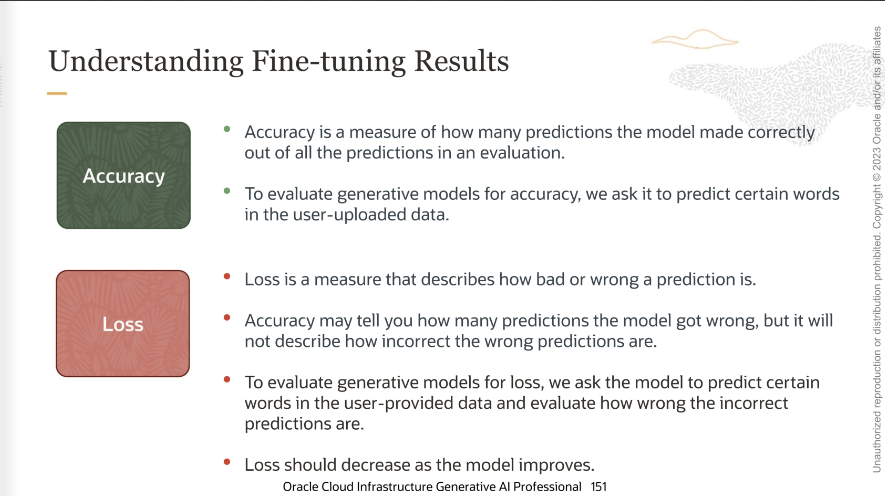 Understanding Fine-tuning Results
Accuracy
• Accuracy is a measure of how many predictions the model made correctly
out of all the predictions in an evaluation.
• To evaluate generative models for accuracy, we ask it to predict certain words
in the user-uploaded data.
Loss
• Loss is a measure that describes how bad or wrong a prediction is.
• Accuracy may tell you how many predictions the model got wrong, but it will
not describe how incorrect the wrong predictions are.
• To evaluate generative models for loss, we ask the model to predict certain
words in the user-provided data and evaluate how wrong the incorrect
predictions are.
• Loss should decrease as the model improves.
Oracle Cloud Infrastructure Generative AI Professional 151
Unauthorized reproduction or distribution prohibited. Copyright © 2023 Oracle and/or its affiliates